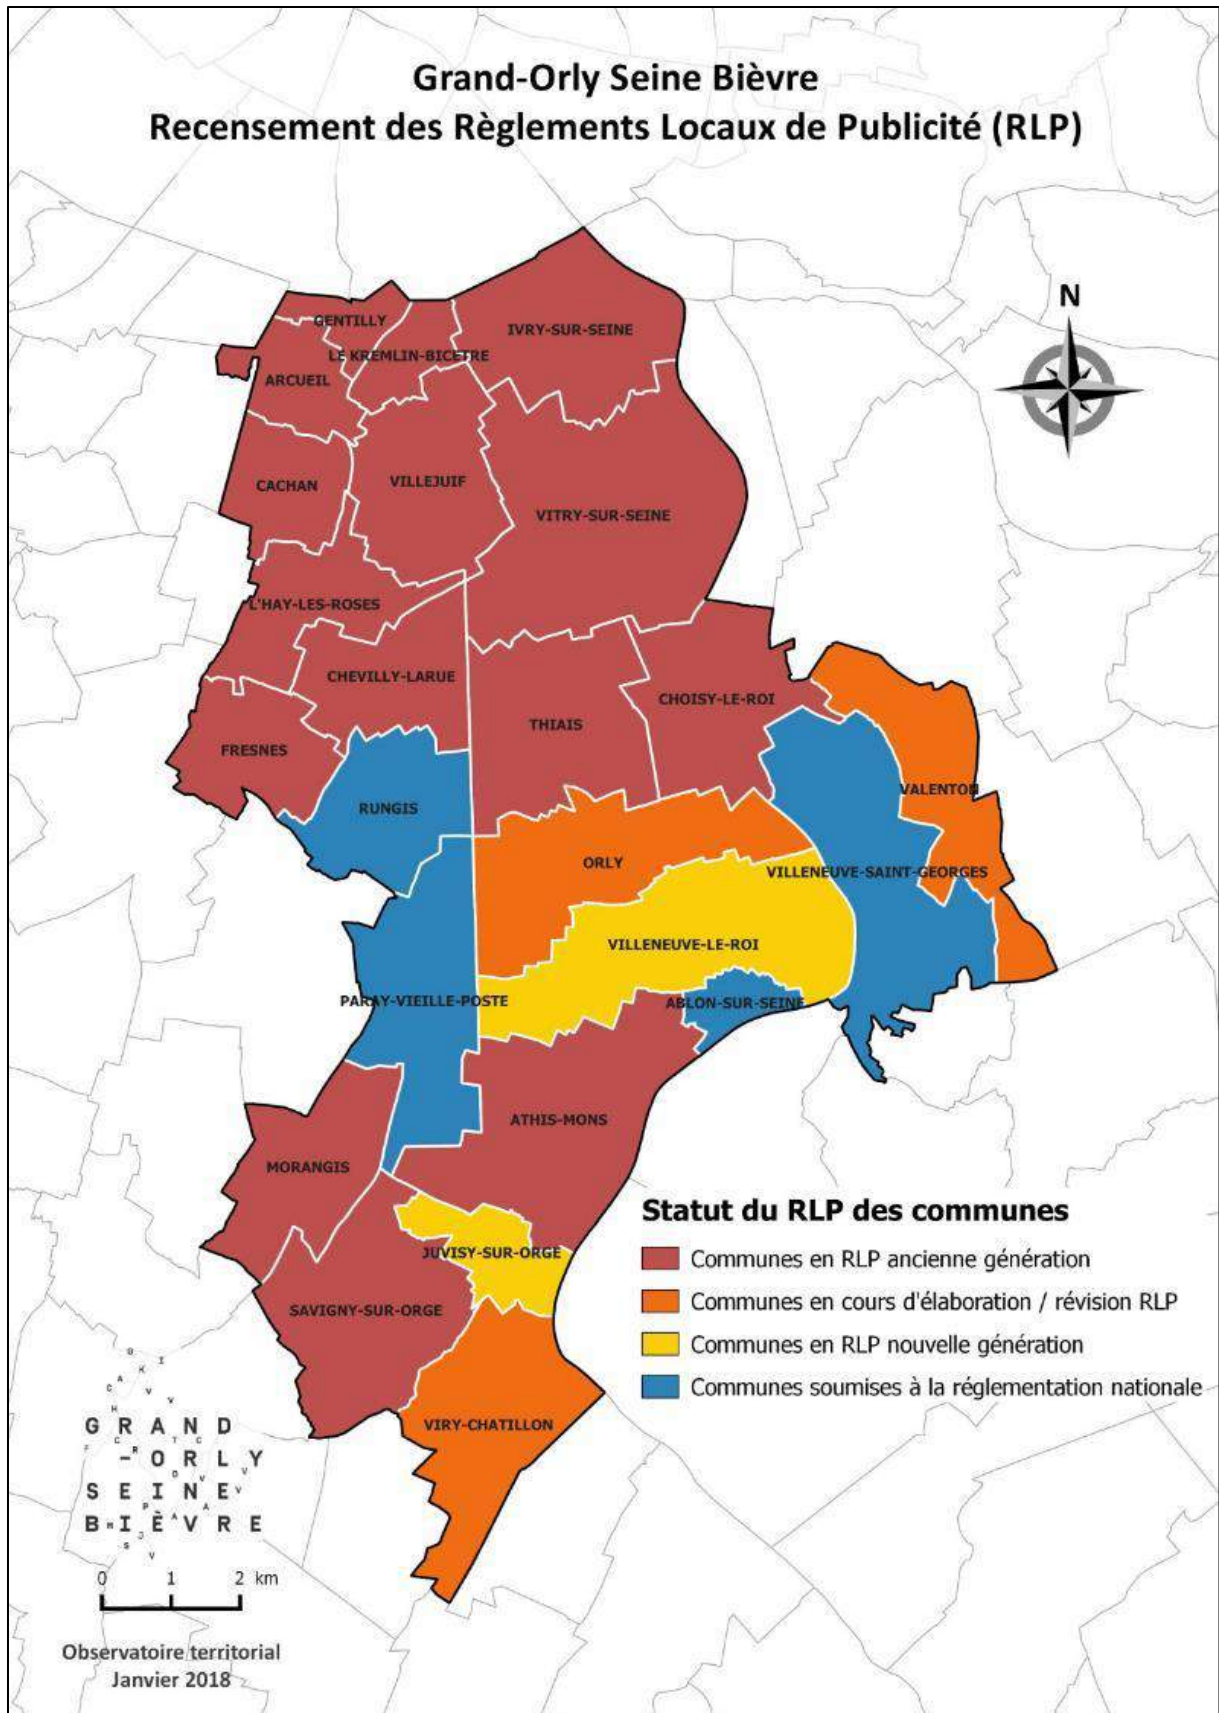 Grand-Orly Seine Bièvre
Recensement des Règlements Locaux de Publicité (RLP)
N
GENTILLY
IVRY-SUR-SEINE
LE KREMLIN-BICETRE
ARCUEIL
CACHAN
VILLEJUIF
VITRY-SUR-SEINE
L'HAY-LES-ROSES
CHEVILLY-LARUE
CHOISY-LE-ROI
THIAIS
FRESNES
VALENTON
RUNGIS
ORLY
VILLENEUVE-SAINT-GEORGES
VILLENEUVE-LE-ROI
PARAY-VIEILLE-POSTE
ABLON-SUR-SEINE
ATHIS-MONS
MORANGIS
JUVISY-SUR-ORGE
SAVIGNY-SUR-ORGE
VIRY-CHATILLON
Statut du RLP des communes
Communes en RLP ancienne génération
Communes en cours d'élaboration / révision RLP
Communes en RLP nouvelle génération
Communes soumises à la réglementation nationale
GRAND
-ORLY
SEINE
BIÈVRE
0 1 2 km
Observatoire territorial
Janvier 2018